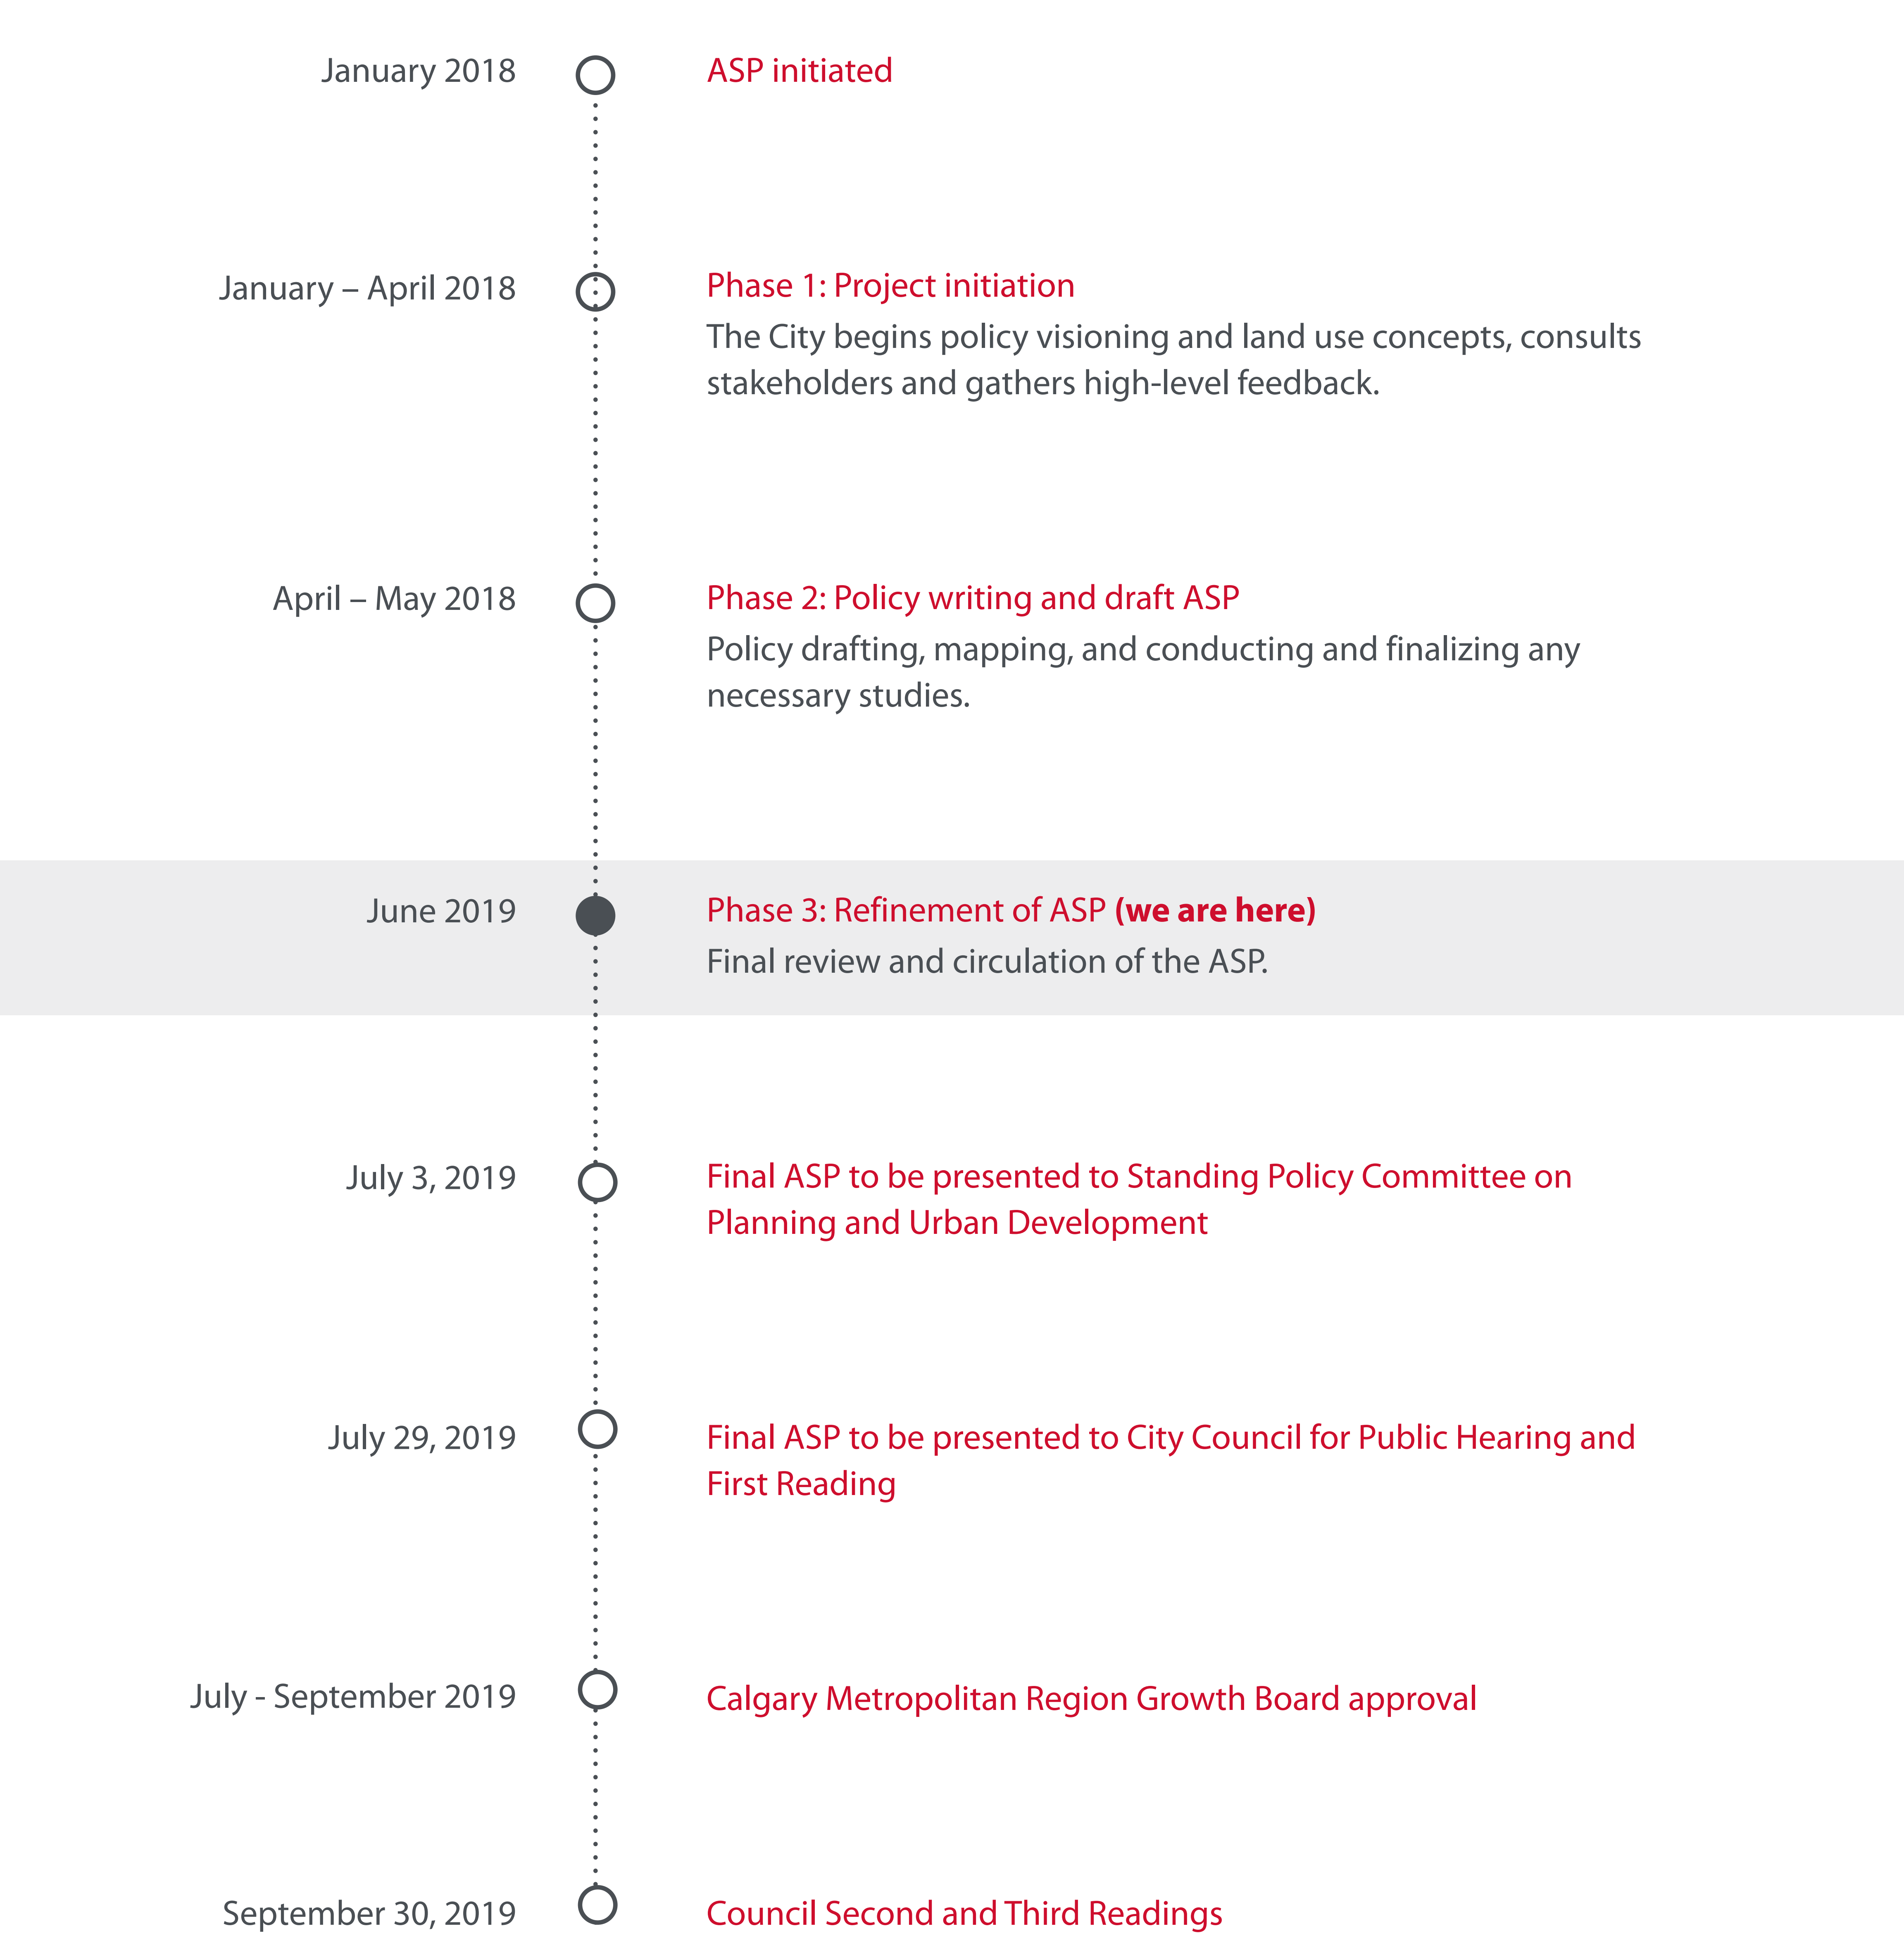 January 2018
ASP initiated
January – April 2018
Phase 1: Project initiation
The City begins policy visioning and land use concepts, consults
stakeholders and gathers high-level feedback.
April – May 2018
Phase 2: Policy writing and draft ASP
Policy drafting, mapping, and conducting and finalizing any
necessary studies.
June 2019
Phase 3: Refinement of ASP (we are here)
Final review and circulation of the ASP.
July 3, 2019
Final ASP to be presented to Standing Policy Committee on
Planning and Urban Development
July 29, 2019
Final ASP to be presented to City Council for Public Hearing and
First Reading
July - September 2019
Calgary Metropolitan Region Growth Board approval
September 30, 2019
Council Second and Third Readings